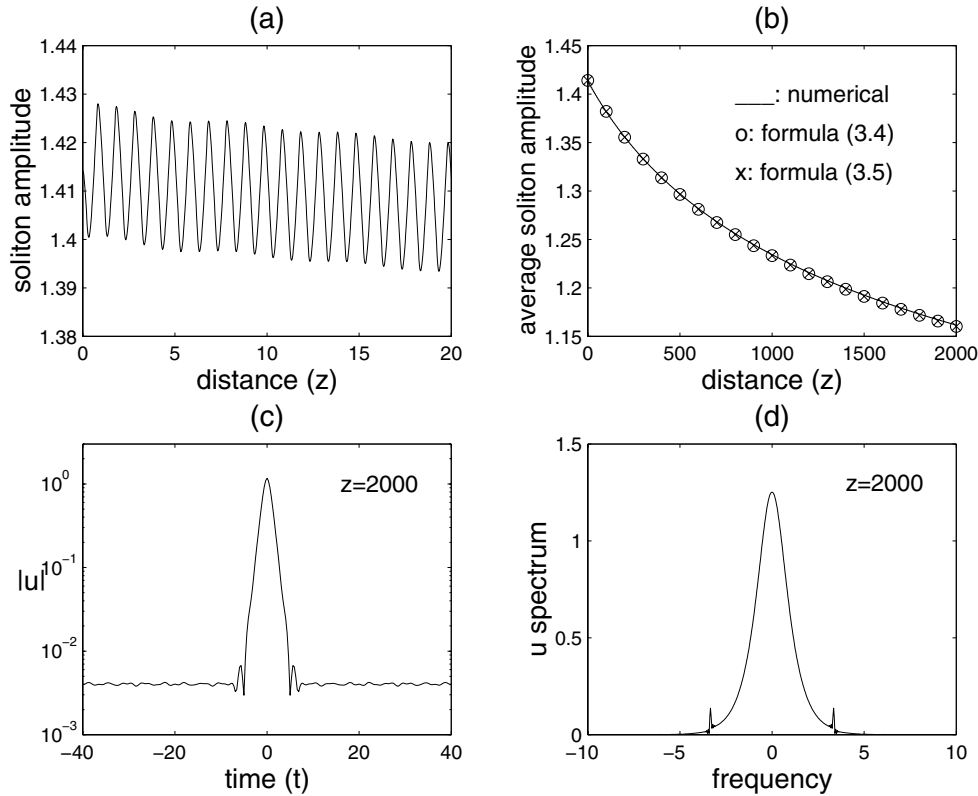 (a)
soliton amplitude
1.44
1.43
1.42
1.41
1.4
1.39
1.38
0
5
10
15
20
distance (z)
(b)
average soliton amplitude
1.45
1.4
1.35
1.3
1.25
1.2
1.15
___: numerical
o: formula (3.4)
x: formula (3.5)
0
500
1000
1500
2000
distance (z)
(c)
|u|
10^0
10^−1
10^−2
10^−3
z=2000
−40
−20
0
20
40
time (t)
(d)
u spectrum
1.5
1
0.5
0
z=2000
−10
−5
0
5
10
frequency